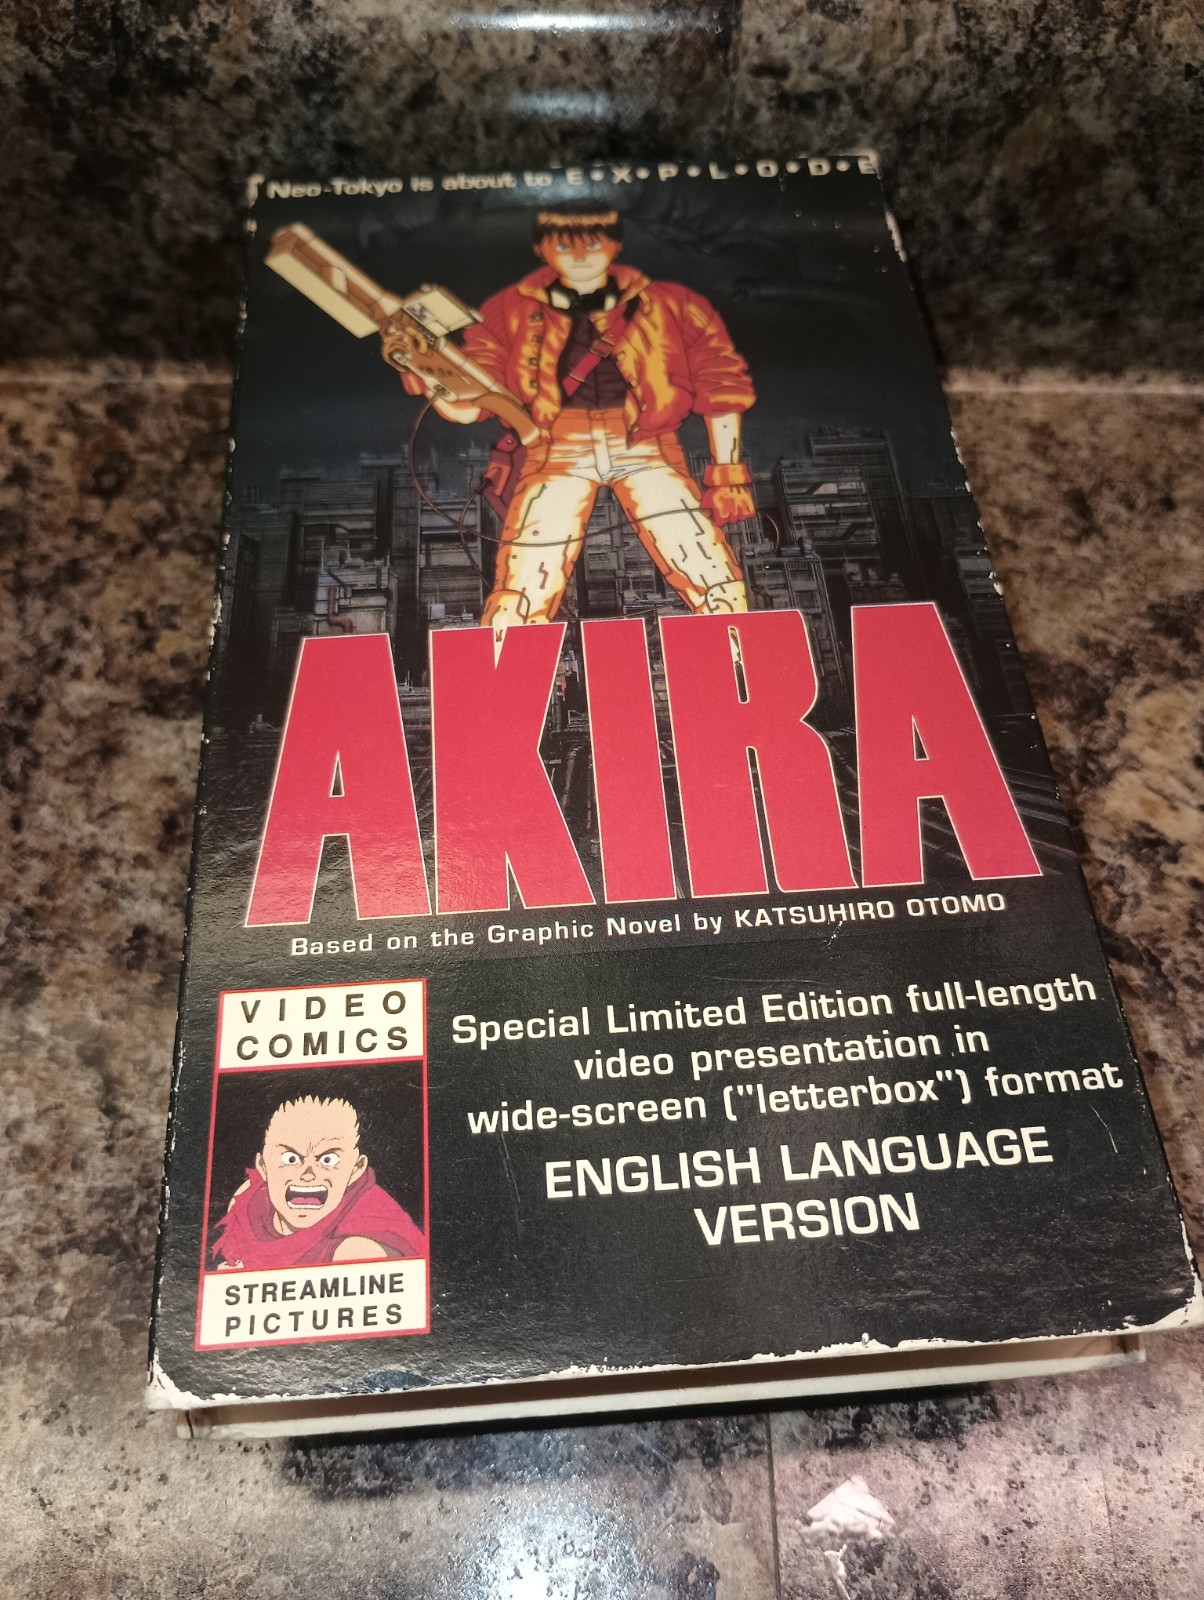 Neo-Tokyo is about to E•X•P•L•O•D•E
AKIRA
Based on the Graphic Novel by KATSUHIRO OTOMO
VIDEO
COMICS
STREAMLINE
PICTURES
Special Limited Edition full-length
video presentation in
wide-screen ("letterbox") format
ENGLISH LANGUAGE
VERSION